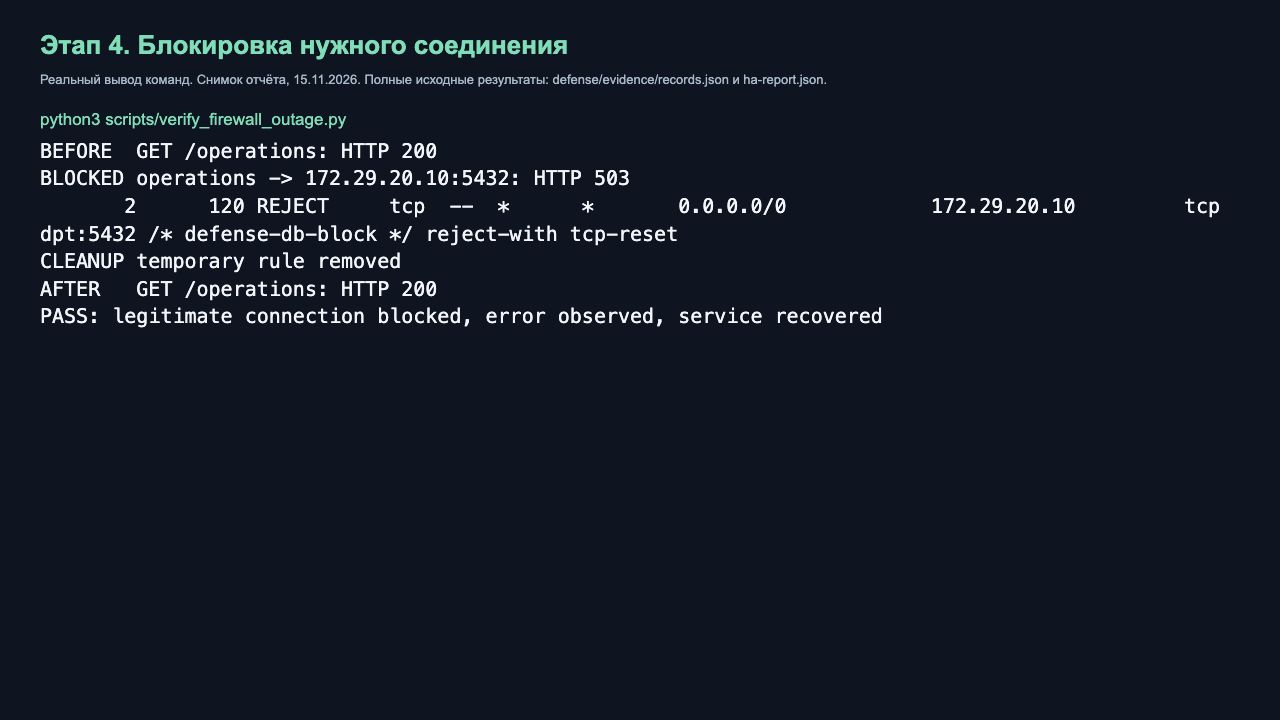 Этап 4. Блокировка нужного соединения
Реальный вывод команд. Снимок отчёта, 15.11.2026. Полные исходные результаты: defense/evidence/records.json и ha-report.json.
python3 scripts/verify_firewall_outage.py
BEFORE  GET /operations: HTTP 200
BLOCKED operations -> 172.29.20.10:5432: HTTP 503
       2      120 REJECT     tcp  --  *      *       0.0.0.0/0            172.29.20.10         tcp
dpt:5432 /* defense-db-block */ reject-with tcp-reset
CLEANUP temporary rule removed
AFTER   GET /operations: HTTP 200
PASS: legitimate connection blocked, error observed, service recovered